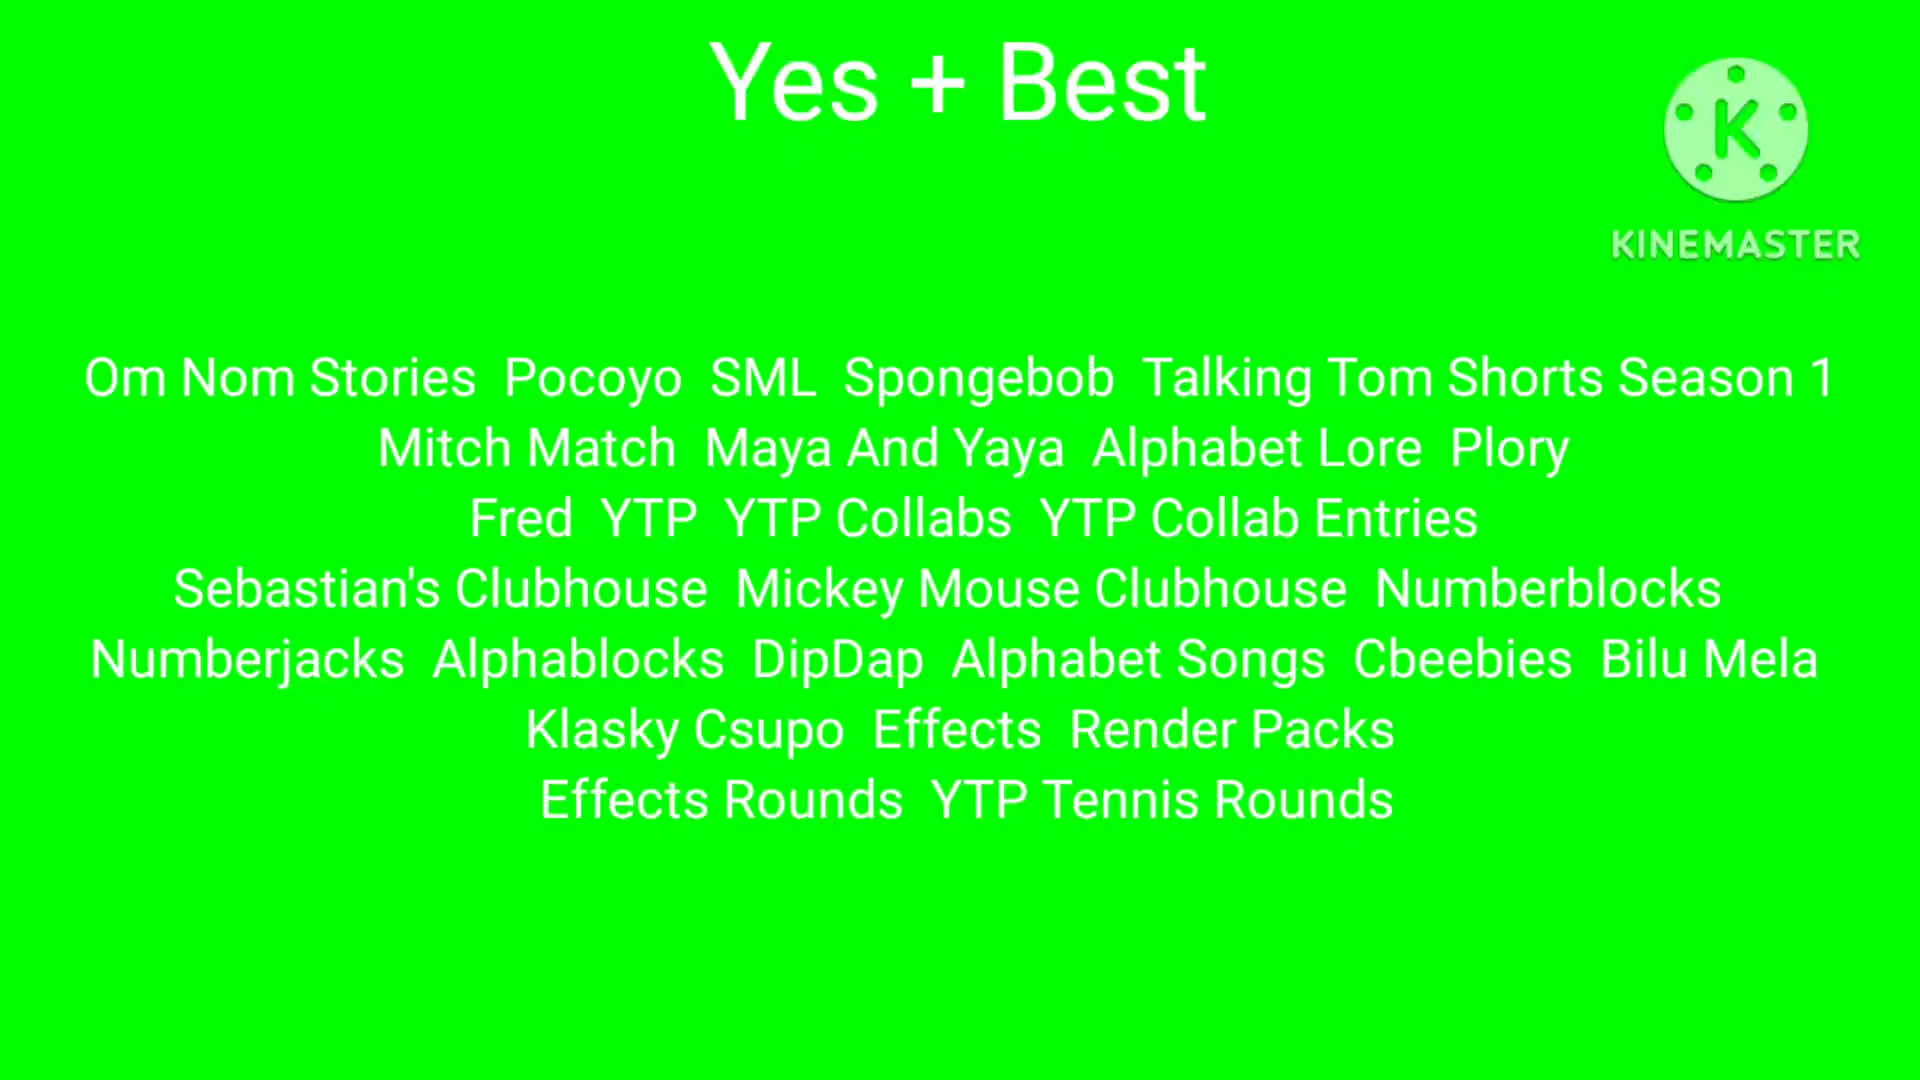 Yes + Best
KINEMASTER
Om Nom Stories  Pocoyo  SML  Spongebob  Talking Tom Shorts Season 1
Mitch Match  Maya And Yaya  Alphabet Lore  Plory
Fred  YTP  YTP Collabs  YTP Collab Entries
Sebastian's Clubhouse  Mickey Mouse Clubhouse  Numberblocks
Numberjacks  Alphablocks  DipDap  Alphabet Songs  Cbeebies  Bilu Mela
Klasky Csupo  Effects  Render Packs
Effects Rounds  YTP Tennis Rounds